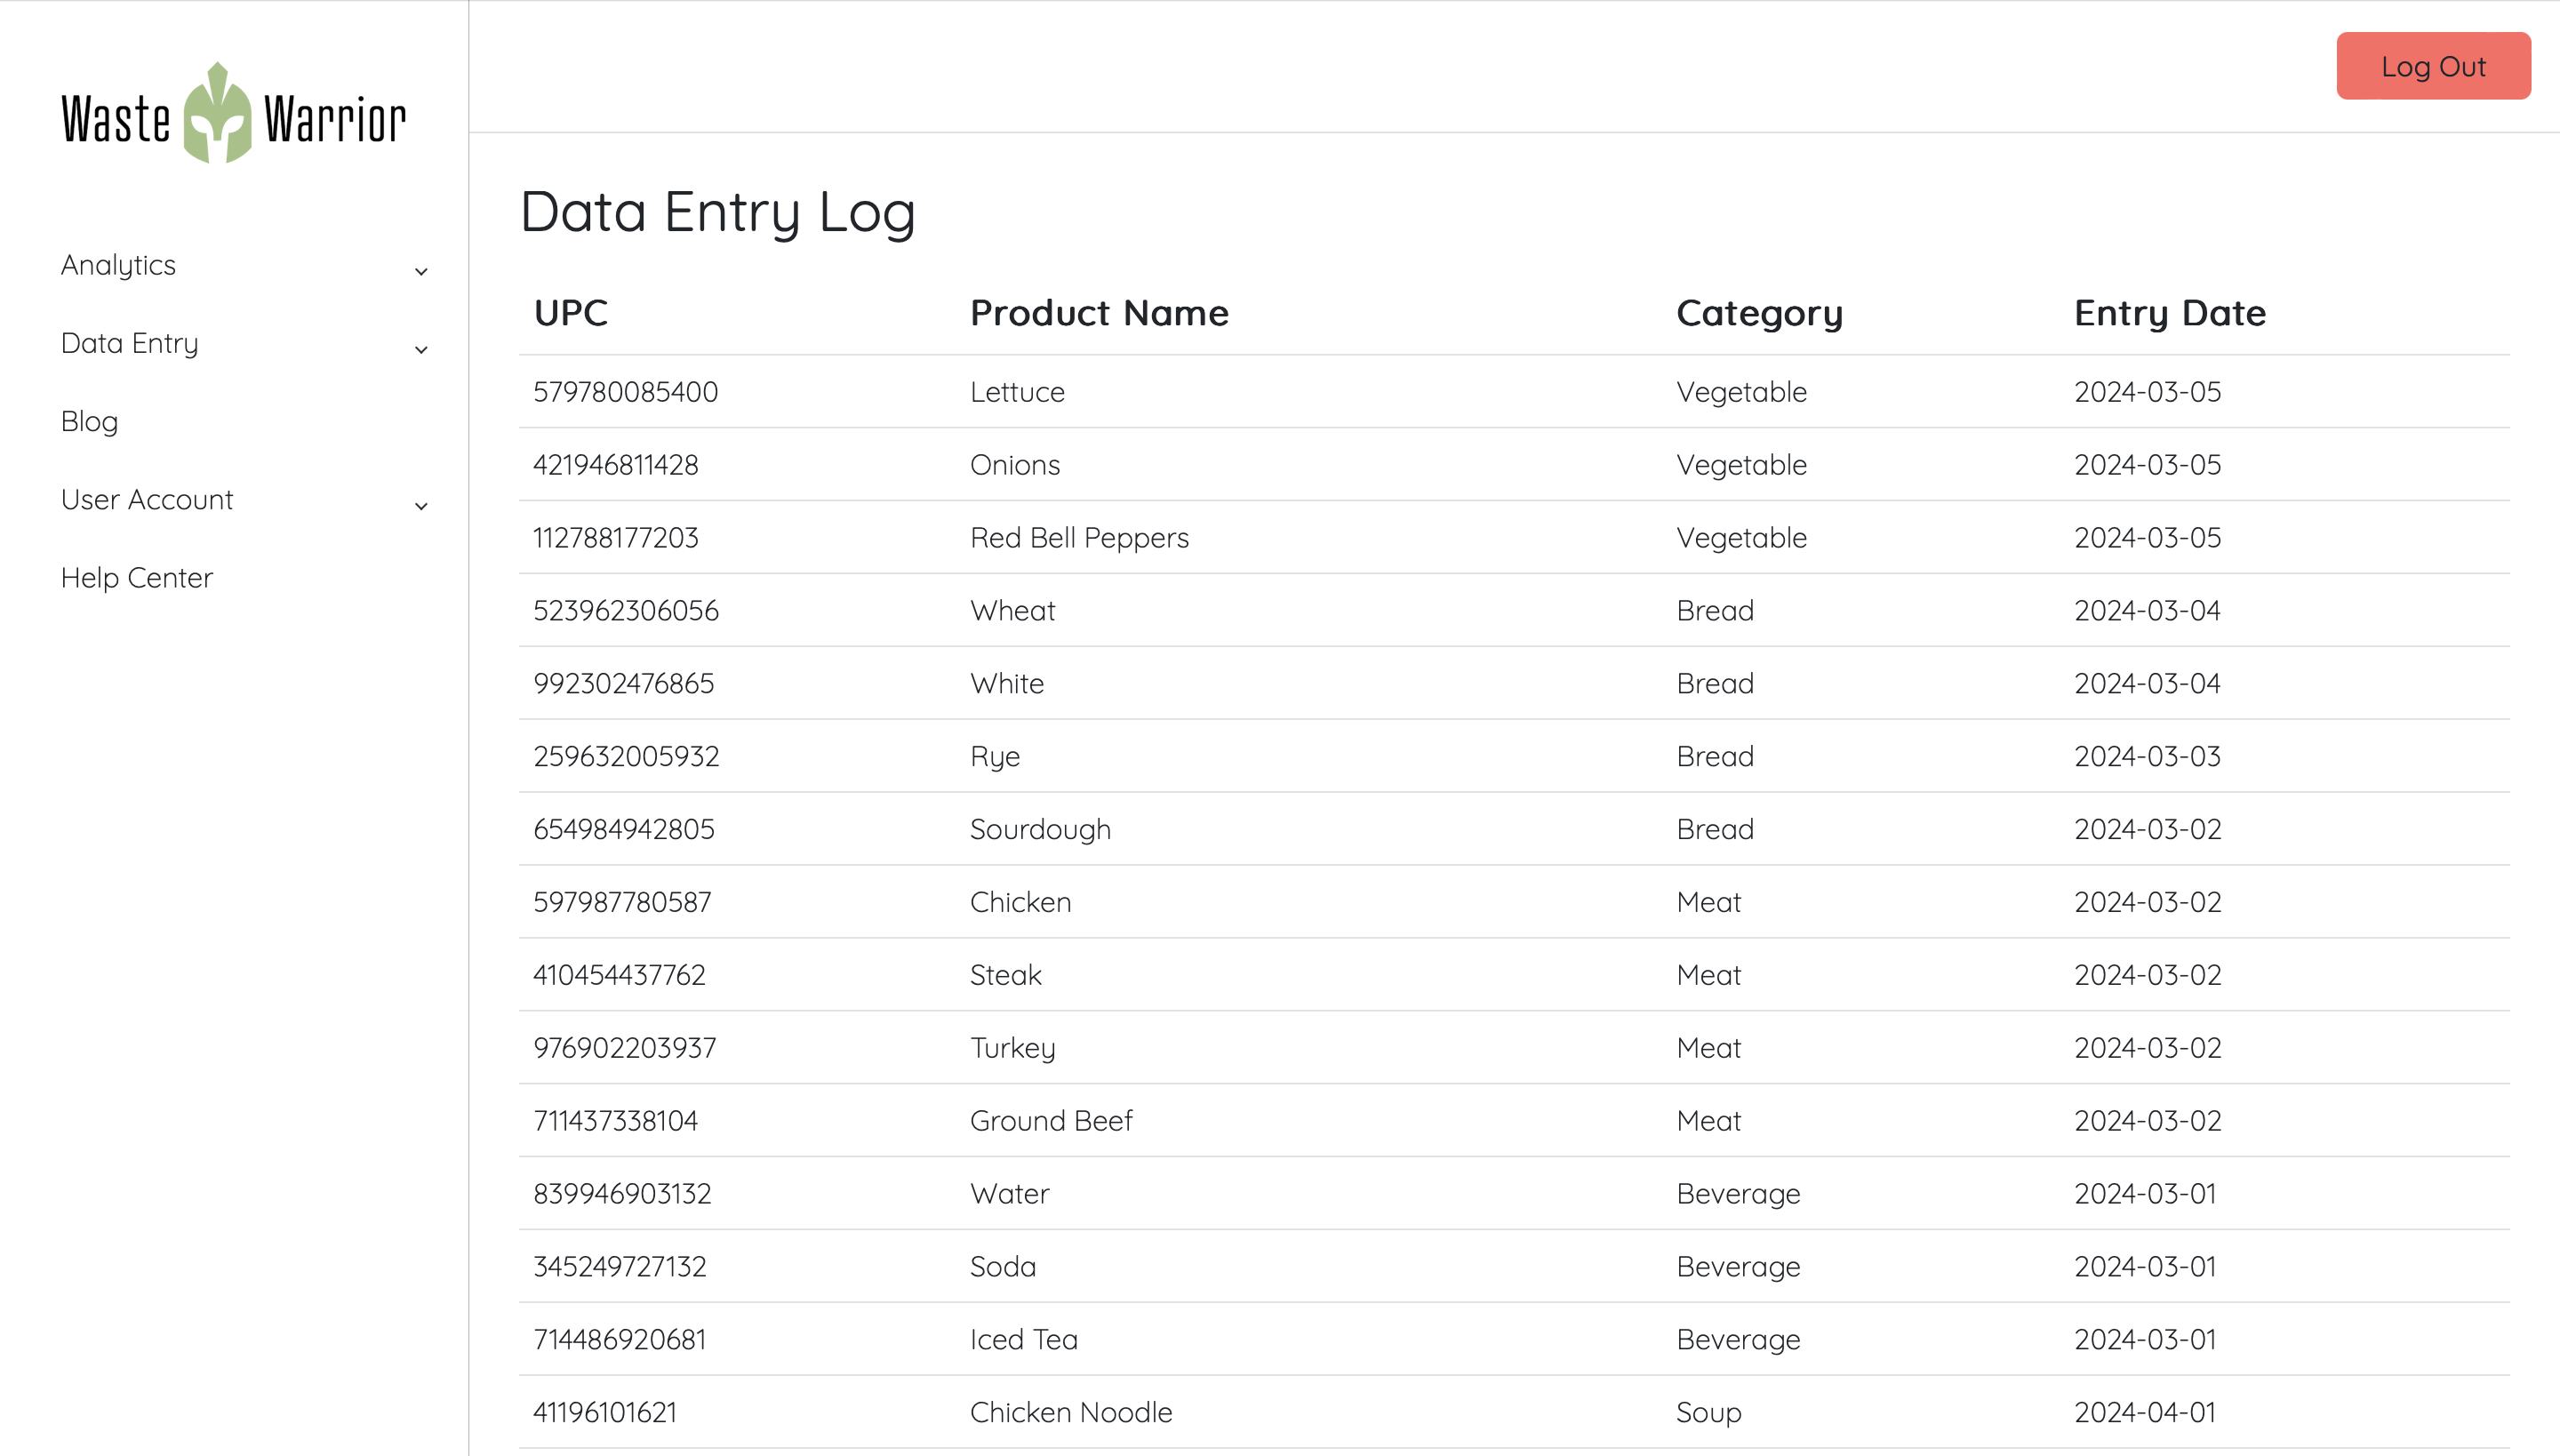 Waste Warrior
Log Out
Analytics
Data Entry
Blog
User Account
Help Center
Data Entry Log
UPC Product Name Category Entry Date
579780085400 Lettuce Vegetable 2024-03-05
421946811428 Onions Vegetable 2024-03-05
112788177203 Red Bell Peppers Vegetable 2024-03-05
523962306056 Wheat Bread 2024-03-04
992302476865 White Bread 2024-03-04
259632005932 Rye Bread 2024-03-03
654984942805 Sourdough Bread 2024-03-02
597987780587 Chicken Meat 2024-03-02
410454437762 Steak Meat 2024-03-02
976902203937 Turkey Meat 2024-03-02
711437338104 Ground Beef Meat 2024-03-02
839946903132 Water Beverage 2024-03-01
345249727132 Soda Beverage 2024-03-01
714486920681 Iced Tea Beverage 2024-03-01
41196101621 Chicken Noodle Soup 2024-04-01